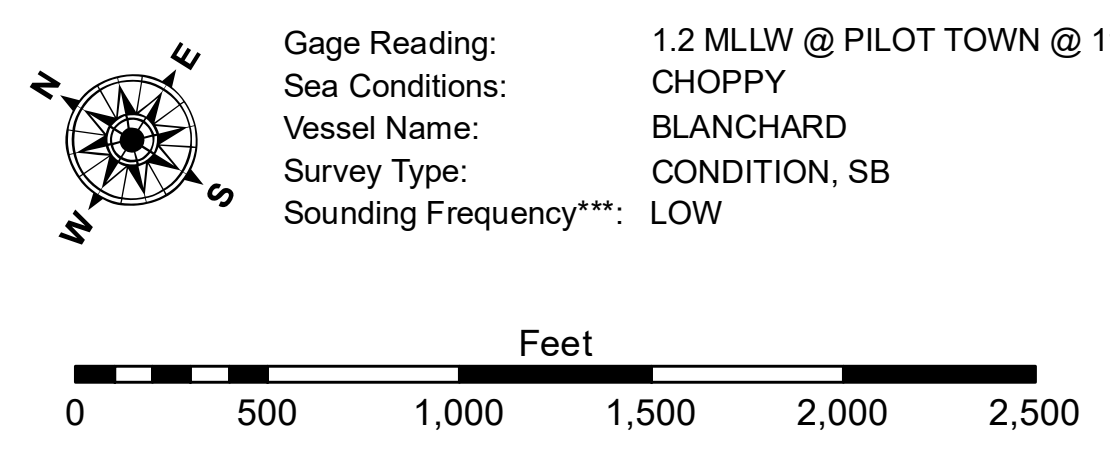 N
E
S
W
Gage Reading: 1.2 MLLW @ PILOT TOWN @ 1
Sea Conditions: CHOPPY
Vessel Name: BLANCHARD
Survey Type: CONDITION, SB
Sounding Frequency***: LOW
Feet
0 500 1,000 1,500 2,000 2,500